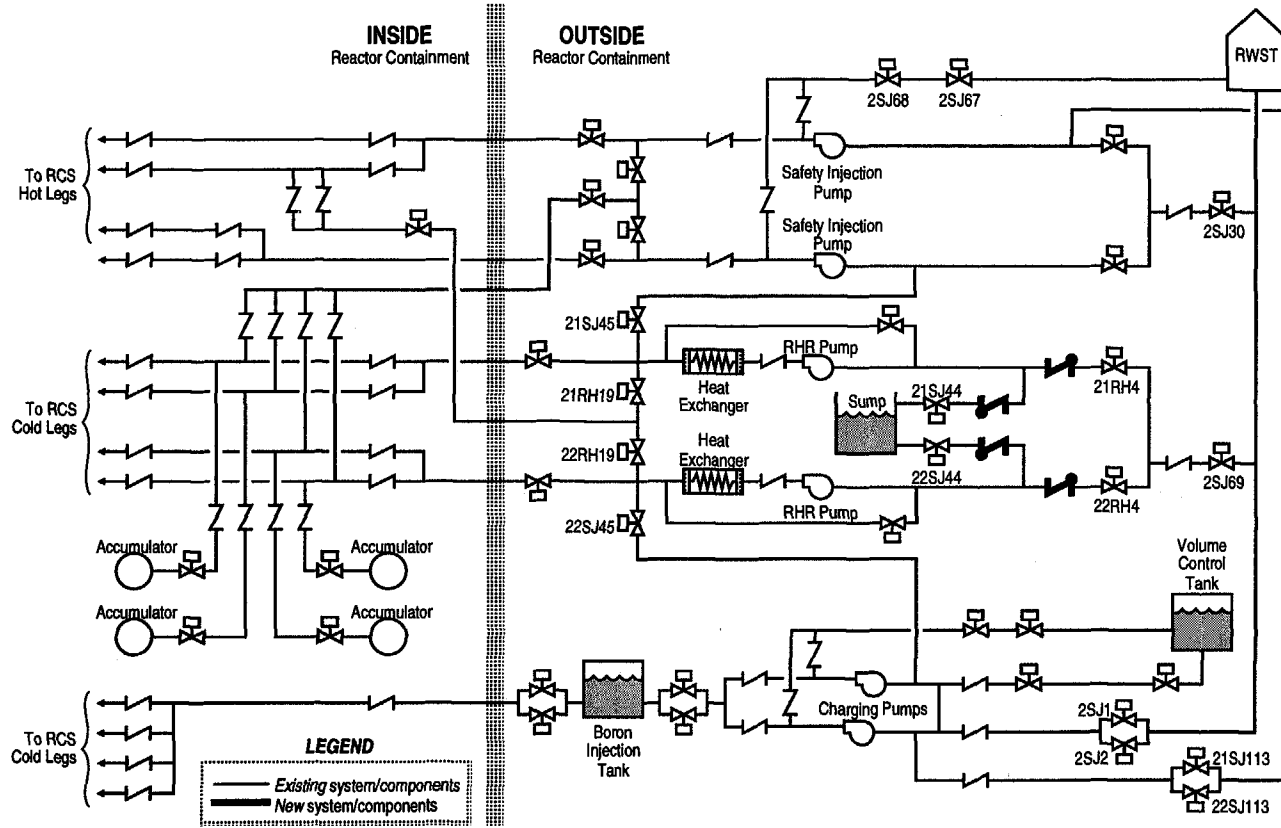 INSIDE
Reactor Containment
OUTSIDE
Reactor Containment
RWST
2SJ68
2SJ67
To RCS
Hot Legs
Safety Injection
Pump
Safety Injection
Pump
2SJ30
21SJ45
RHR Pump
Heat
Exchanger
21RH19
21SJ44
21RH4
Sump
To RCS
Cold Legs
22RH19
Heat
Exchanger
22SJ44
2SJ69
RHR Pump
22RH4
22SJ45
Accumulator
Accumulator
Volume
Control
Tank
Accumulator
Accumulator
Charging Pumps
2SJ1
2SJ2
To RCS
Cold Legs
Boron
Injection
Tank
21SJ113
22SJ113
LEGEND
Existing system/components
New system/components